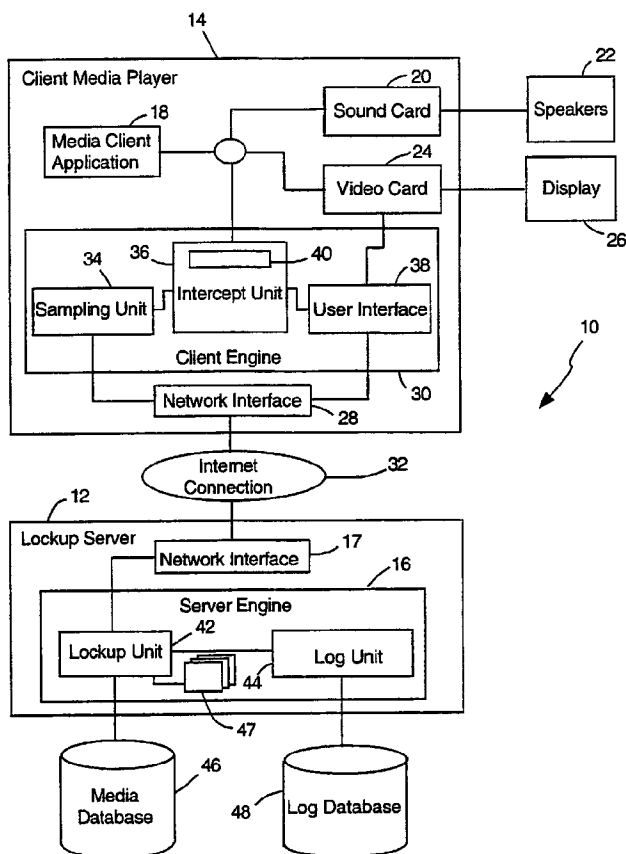 14
Client Media Player
20
22
Sound Card
Speakers
18
Media Client
Application
24
Video Card
Display
26
36
40
34
38
Intercept Unit
Sampling Unit
User Interface
Client Engine
10
Network Interface
30
28
Internet
Connection
32
12
Lockup Server
Network Interface
17
16
Server Engine
42
Lockup Unit
Log Unit
44
47
46
Media
Database
48
Log Database